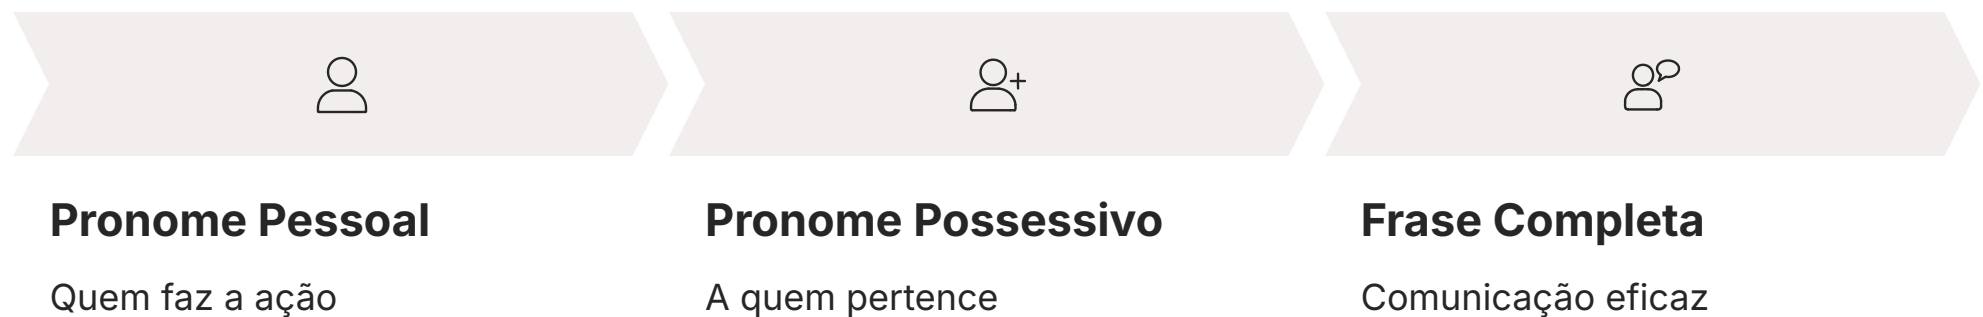 Pronome Pessoal
Quem faz a ação
Pronome Possessivo
A quem pertence
Frase Completa
Comunicação eficaz